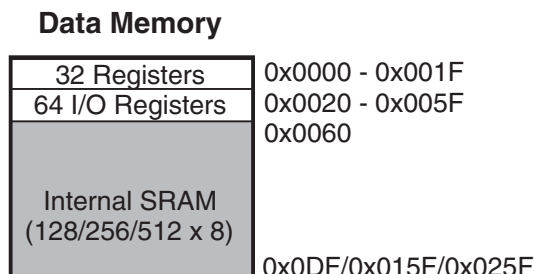 Data Memory
32 Registers 0x0000 - 0x001F
64 I/O Registers 0x0020 - 0x005F
0x0060
Internal SRAM
(128/256/512 x 8)
0x0DF/0x015F/0x025F